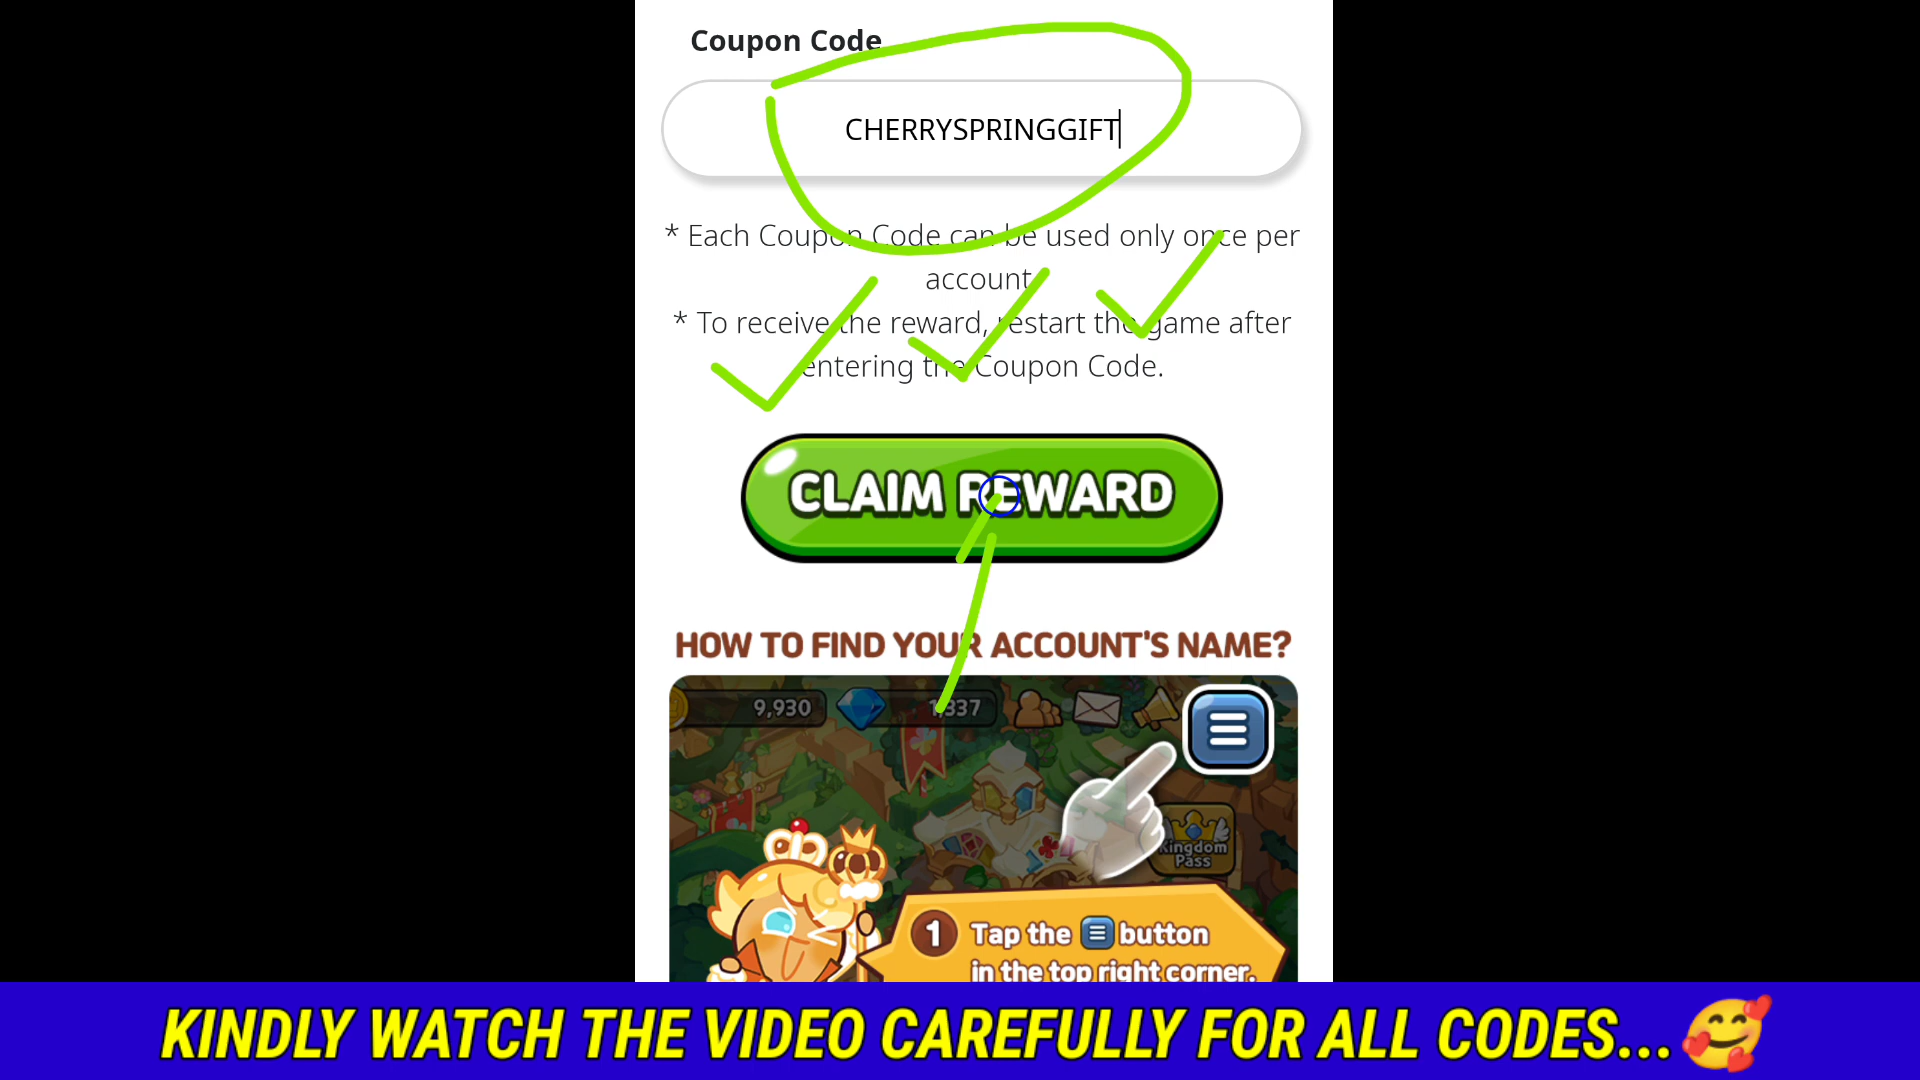 Coupon Code
CHERRYSPRINGGIFT
* Each Coupon Code can be used only once per
account
* To receive the reward, restart the game after
entering the Coupon Code.
CLAIM REWARD
HOW TO FIND YOUR ACCOUNT'S NAME?
9,930
1,337
Kingdom
Pass
1 Tap the button
in the top right corner.
KINDLY WATCH THE VIDEO CAREFULLY FOR ALL CODES...